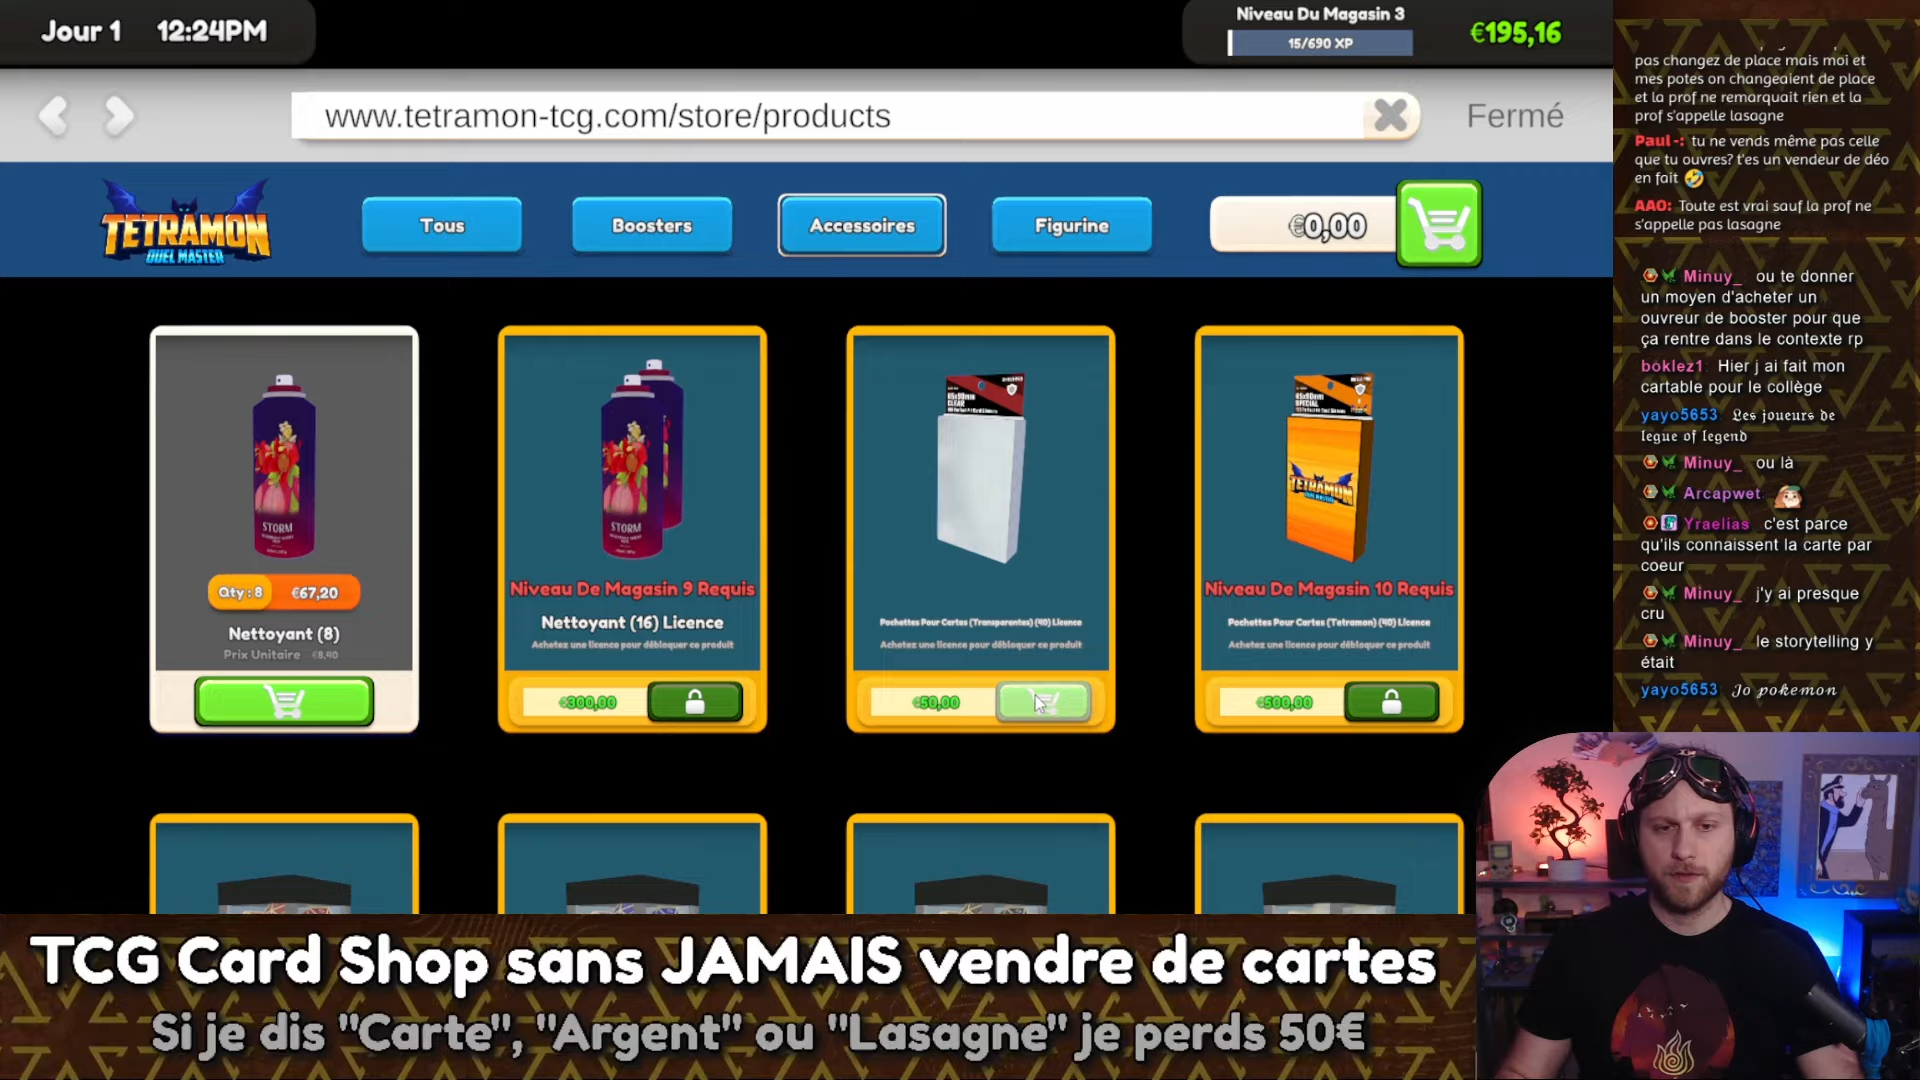 Jour 1 12:24PM
Niveau Du Magasin 3
15/690 XP
€195,16
www.tetramon-tcg.com/store/products
Fermé
TETRAMON
DUEL MASTER
Tous
Boosters
Accessoires
Figurine
€0,00
STORM
Qty : 8 €67,20
Nettoyant (8)
Prix Unitaire €8,40
STORM
Niveau De Magasin 9 Requis
Nettoyant (16) Licence
Achetez une licence pour débloquer ce produit
€300,00
CLEAR
Pochettes Pour Cartes (Transparentes) (40) Licence
Achetez une licence pour débloquer ce produit
€50,00
SPECIAL
TETRAMON
Niveau De Magasin 10 Requis
Pochettes Pour Cartes (Tetramon) (40) Licence
Achetez une licence pour débloquer ce produit
€500,00
pas changez de place mais moi et
mes potes on changeaient de place
et la prof ne remarquait rien et la
prof s'appelle lasagne
Paul -: tu ne vends même pas celle
que tu ouvres? t'es un vendeur de déo
en fait
AAO: Toute est vrai sauf la prof ne
s'appelle pas lasagne
Minuy_ ou te donner
un moyen d'acheter un
ouvreur de booster pour que
ça rentre dans le contexte rp
boklez1: Hier j ai fait mon
cartable pour le collège
yayo5653 𝔏es joueurs de
legue of legend
Minuy_ ou là
Arcapwet
Yraelias c'est parce
qu'ils connaissent la carte par
coeur
Minuy_ j'y ai presque
cru
Minuy_ le storytelling y
était
yayo5653 Jo pokemon
TCG Card Shop sans JAMAIS vendre de cartes
Si je dis "Carte", "Argent" ou "Lasagne" je perds 50€